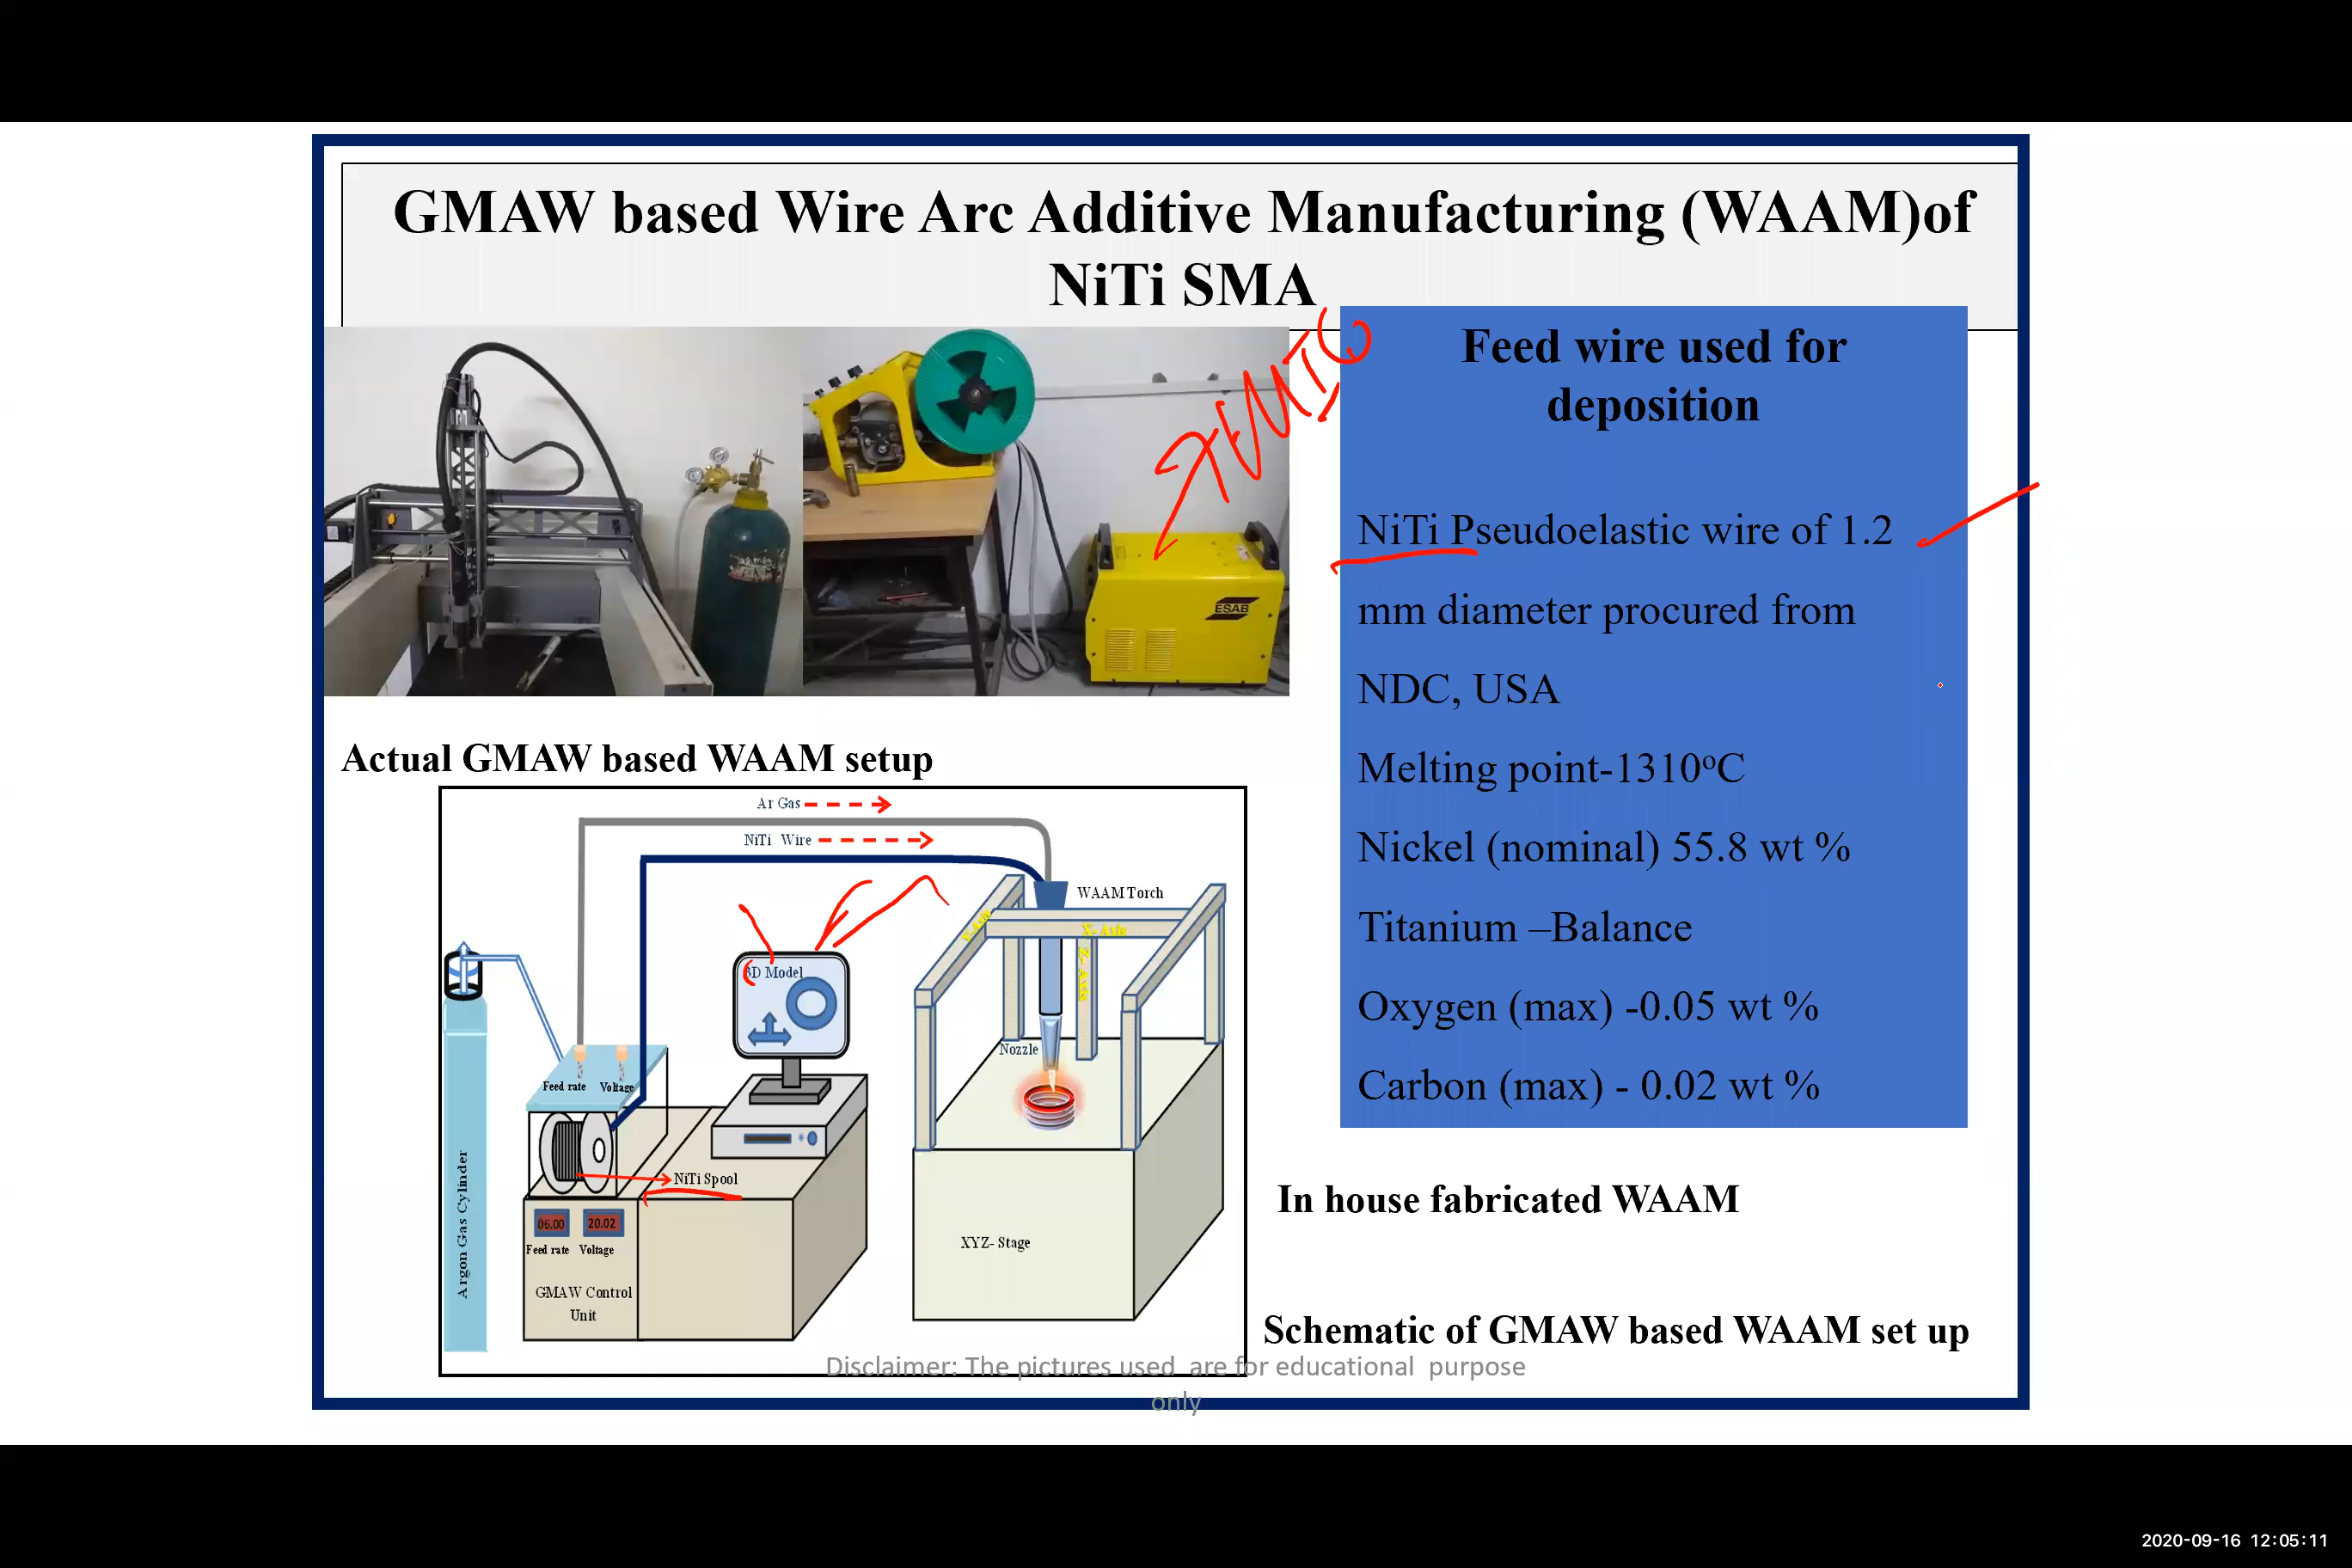 GMAW based Wire Arc Additive Manufacturing (WAAM)of
NiTi SMA
ESAB
Feed wire used for
deposition
NiTi Pseudoelastic wire of 1.2
mm diameter procured from
NDC, USA
Melting point-1310ºC
Nickel (nominal) 55.8 wt %
Titanium –Balance
Oxygen (max) -0.05 wt %
Carbon (max) - 0.02 wt %
Actual GMAW based WAAM setup
Ar Gas
NiTi Wire
WAAM Torch
Y-Axis
X- Axis
Z- Axis
3D Model
Nozzle
Feed rate Voltage
NiTi Spool
Argon Gas Cylinder
06.00 20.02
Feed rate Voltage
GMAW Control
Unit
XYZ- Stage
In house fabricated WAAM
Schematic of GMAW based WAAM set up
Disclaimer: The pictures used are for educational purpose
only
2020-09-16 12:05:11